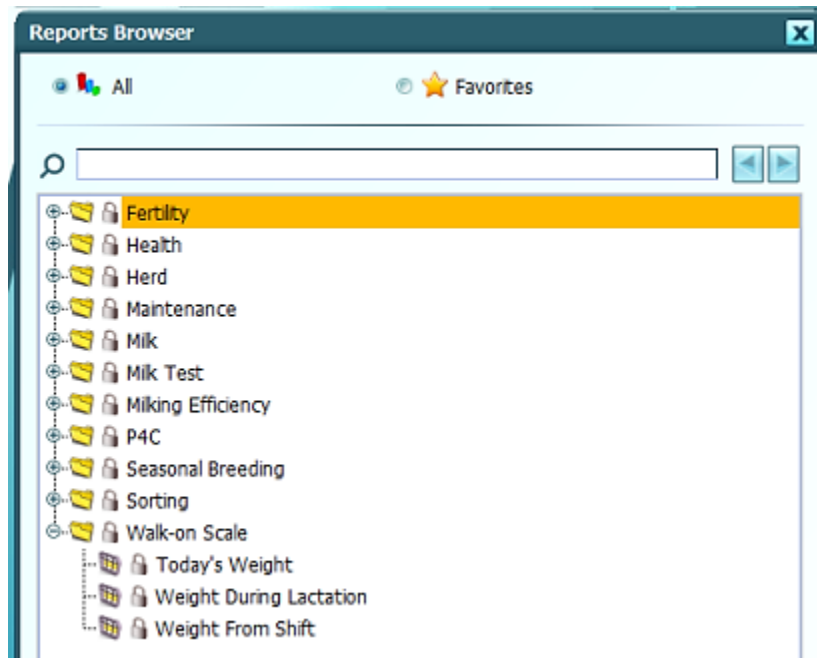 Reports Browser
All
Favorites
Fertility
Health
Herd
Maintenance
Milk
Milk Test
Milking Efficiency
P4C
Seasonal Breeding
Sorting
Walk-on Scale
Today's Weight
Weight During Lactation
Weight From Shift